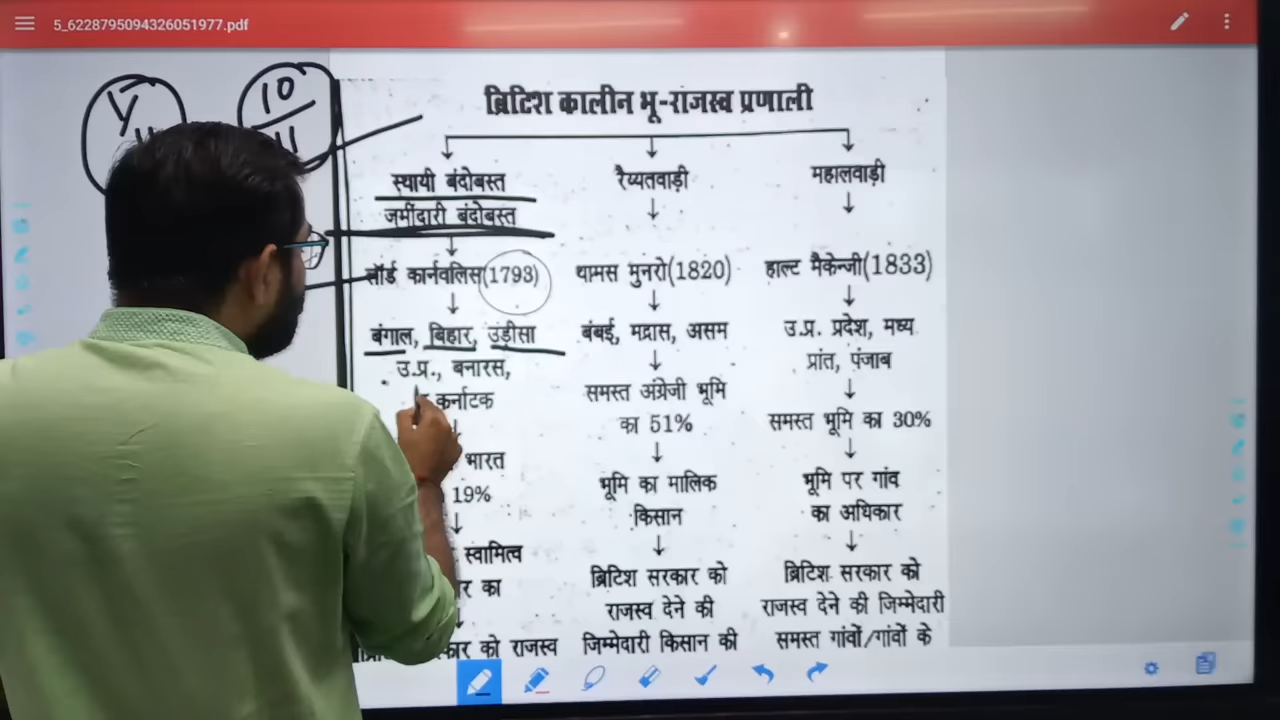 5_6228795094326051977.pdf
10
11
ब्रिटिश कालीन भू-राजस्व प्रणाली
स्थायी बंदोबस्त
जमींदारी बंदोबस्त
लॉर्ड कार्नवलिस(1793)
बंगाल, बिहार, उड़ीसा
उ.प्र., बनारस,
कर्नाटक
भारत
19%
स्वामित्व
का
को राजस्व
रैय्यतवाड़ी
थामस मुनरो(1820)
बंबई, मद्रास, असम
समस्त अंग्रेजी भूमि
का 51%
भूमि का मालिक
किसान
ब्रिटिश सरकार को
राजस्व देने की
जिम्मेदारी किसान की
महालवाड़ी
हाल्ट मैकेन्जी(1833)
उ.प्र. प्रदेश, मध्य
प्रांत, पंजाब
समस्त भूमि का 30%
भूमि पर गांव
का अधिकार
ब्रिटिश सरकार को
राजस्व देने की जिम्मेदारी
समस्त गांवों/गांवों के